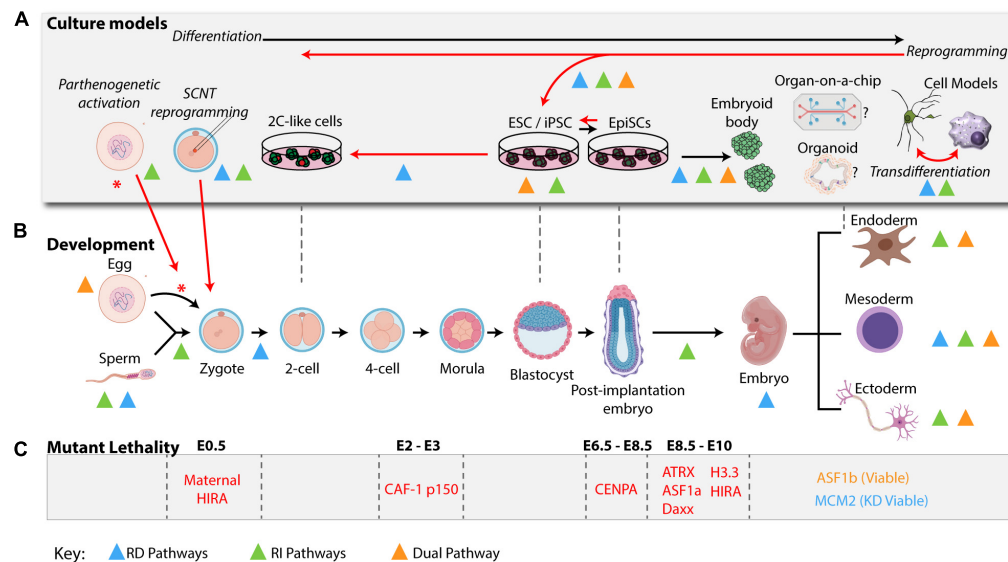 A
Culture models
Differentiation
Reprogramming
Parthenogenetic
activation
SCNT
reprogramming
2C-like cells
ESC / iPSC
EpiSCs
Embryoid
body
Organ-on-a-chip
?
Organoid
?
Cell Models
Transdifferentiation
*
B
Development
Egg
*
Sperm
Zygote
2-cell
4-cell
Morula
Blastocyst
Post-implantation
embryo
Embryo
Endoderm
Mesoderm
Ectoderm
C
Mutant Lethality
E0.5
E2 - E3
E6.5 - E8.5
E8.5 - E10
Maternal
HIRA
CAF-1 p150
CENPA
ATRX H3.3
ASF1a HIRA
Daxx
ASF1b (Viable)
MCM2 (KD Viable)
Key: RD Pathways RI Pathways Dual Pathway